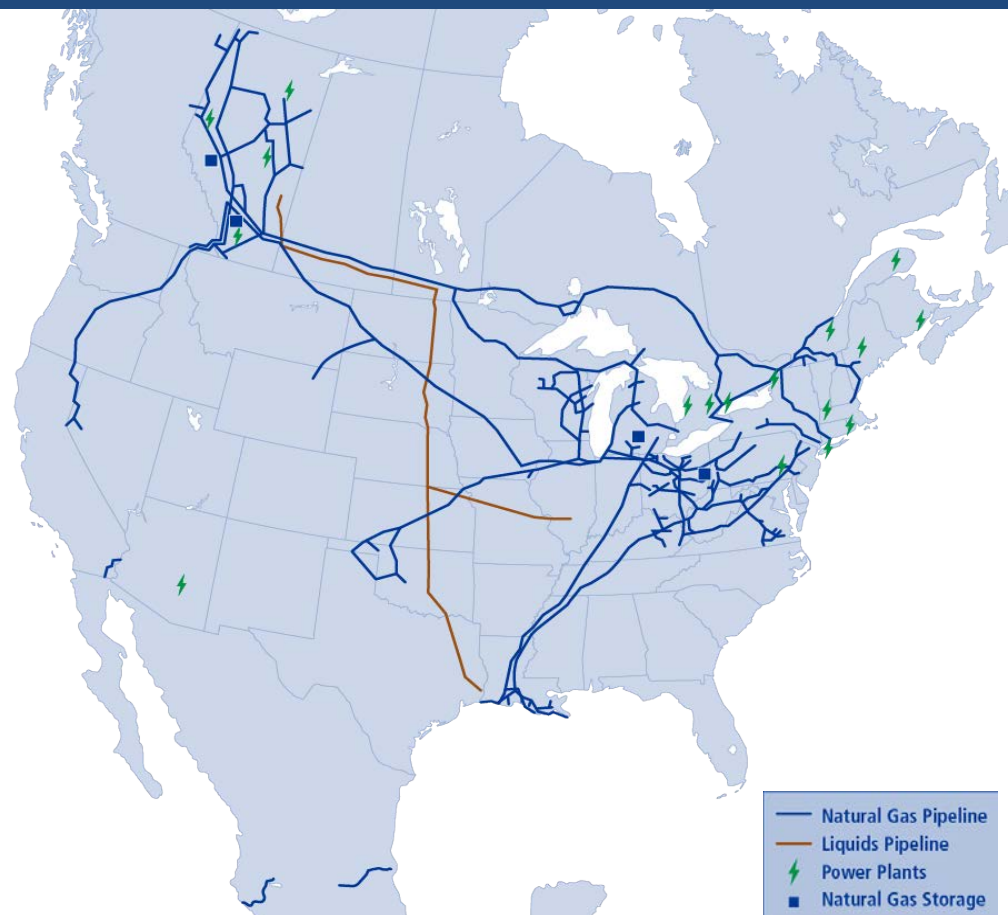 Natural Gas Pipeline
Liquids Pipeline
Power Plants
Natural Gas Storage